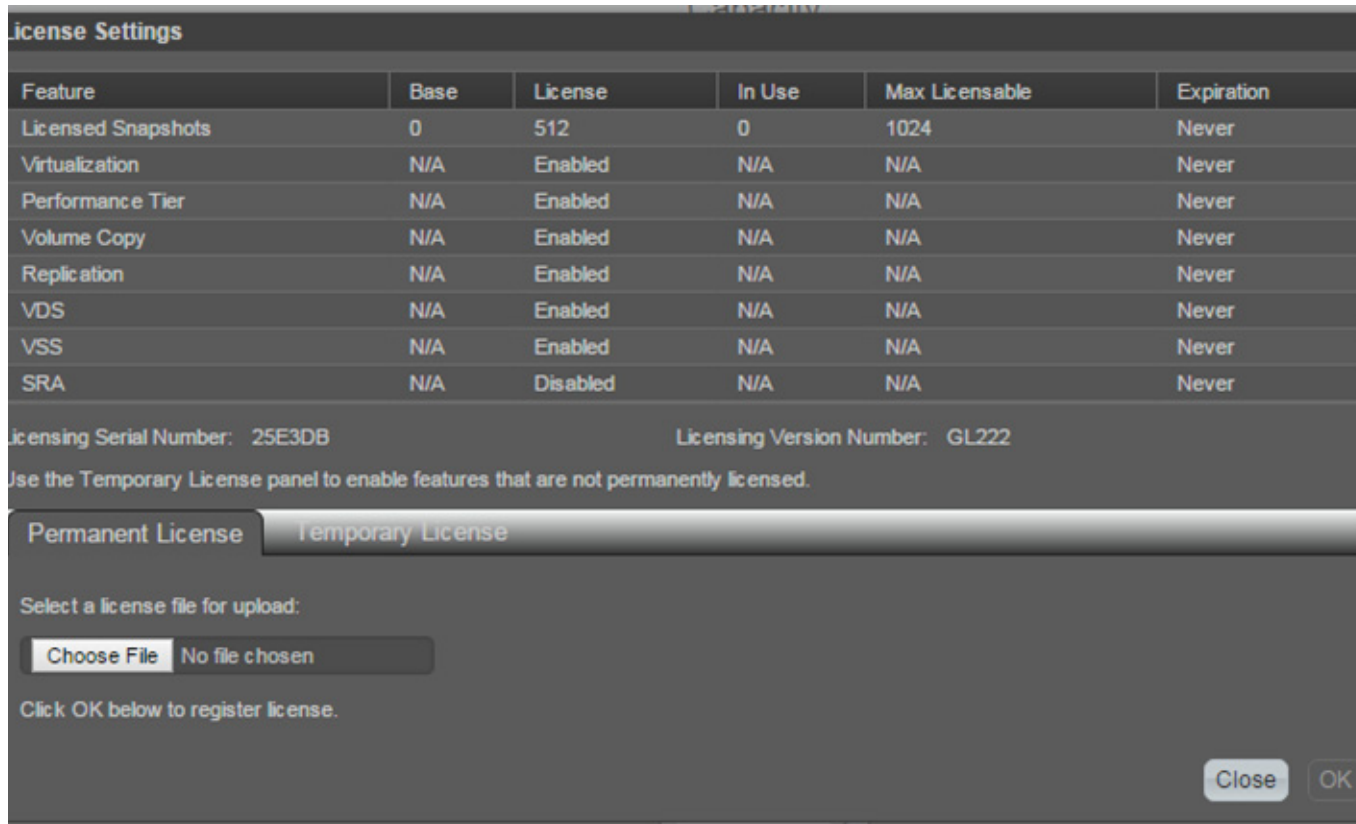 License Settings
Feature Base License In Use Max Licensable Expiration
Licensed Snapshots 0 512 0 1024 Never
Virtualization N/A Enabled N/A N/A Never
Performance Tier N/A Enabled N/A N/A Never
Volume Copy N/A Enabled N/A N/A Never
Replication N/A Enabled N/A N/A Never
VDS N/A Enabled N/A N/A Never
VSS N/A Enabled N/A N/A Never
SRA N/A Disabled N/A N/A Never
Licensing Serial Number: 25E3DB Licensing Version Number: GL222
Use the Temporary License panel to enable features that are not permanently licensed.
Permanent License Temporary License
Select a license file for upload:
Choose File No file chosen
Click OK below to register license.
Close OK